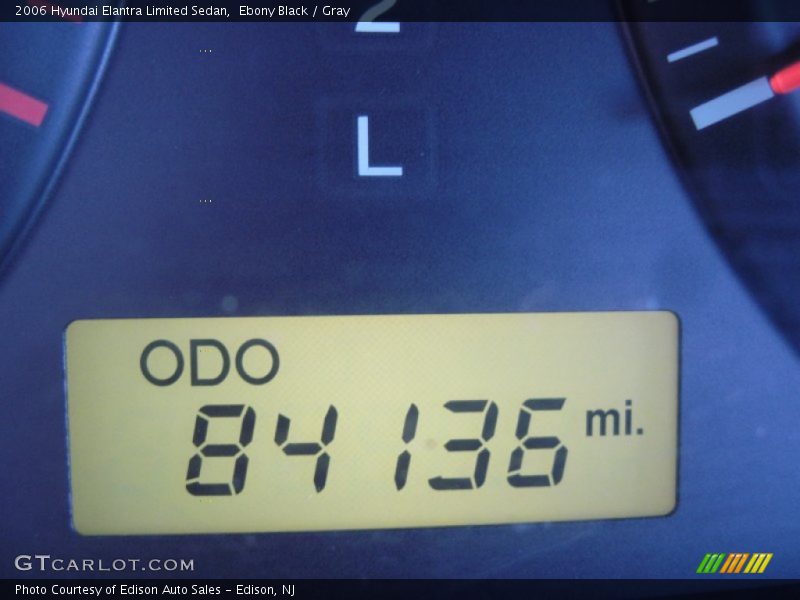 2006 Hyundai Elantra Limited Sedan,  Ebony Black / Gray
L
ODO
84136 mi.
GTCARLOT.COM
Photo Courtesy of Edison Auto Sales - Edison, NJ